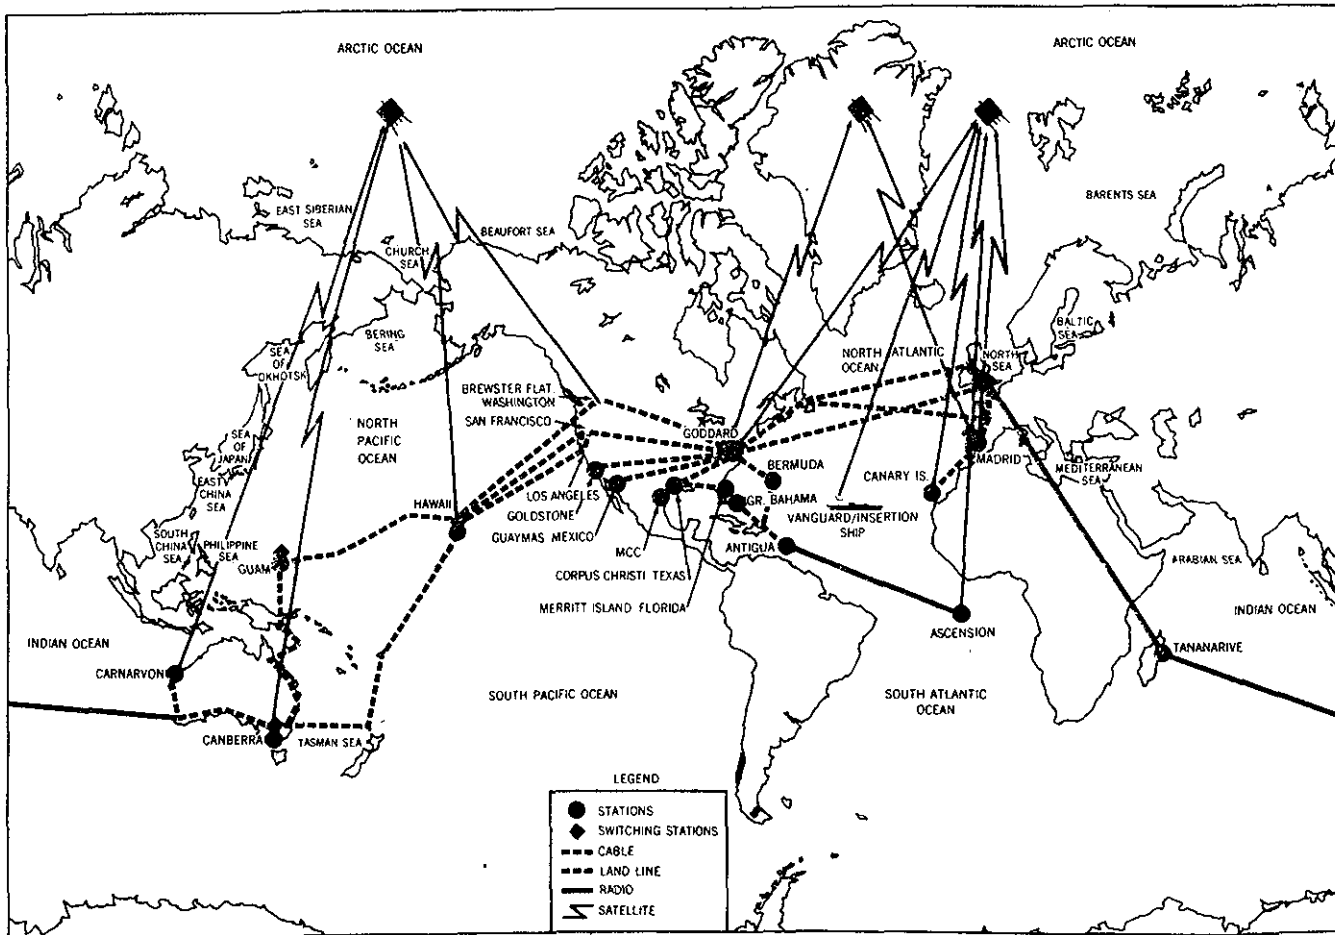 ARCTIC OCEAN
ARCTIC OCEAN
EAST SIBERIAN
SEA
BEAUFORT SEA
BARENTS SEA
CHURCH
SEA
BERING
SEA
SEA
OF
OKHOTSK
BALTIC
SEA
NORTH ATLANTIC
OCEAN
NORTH
SEA
BREWSTER FLAT.
WASHINGTON
SAN FRANCISCO
NORTH
PACIFIC
OCEAN
SEA
OF
JAPAN
GODDARD
BERMUDA
MADRID
MEDITERRANEAN
SEA
CANARY IS.
EAST
CHINA
SEA
HAWAII
LOS ANGELES
GOLDSTONE
GUAYMAS MEXICO
GR. BAHAMA
VANGUARD/INSERTION
SHIP
SOUTH
CHINA
SEA
PHILIPPINE
SEA
GUAM
MCC
ANTIGUA
ARABIAN SEA
CORPUS CHRISTI TEXAS
MERRITT ISLAND FLORIDA
ASCENSION
INDIAN OCEAN
INDIAN OCEAN
TANANARIVE
CARNARVON
SOUTH PACIFIC OCEAN
SOUTH ATLANTIC
OCEAN
CANBERRA
TASMAN SEA
LEGEND
STATIONS
SWITCHING STATIONS
CABLE
LAND LINE
RADIO
SATELLITE